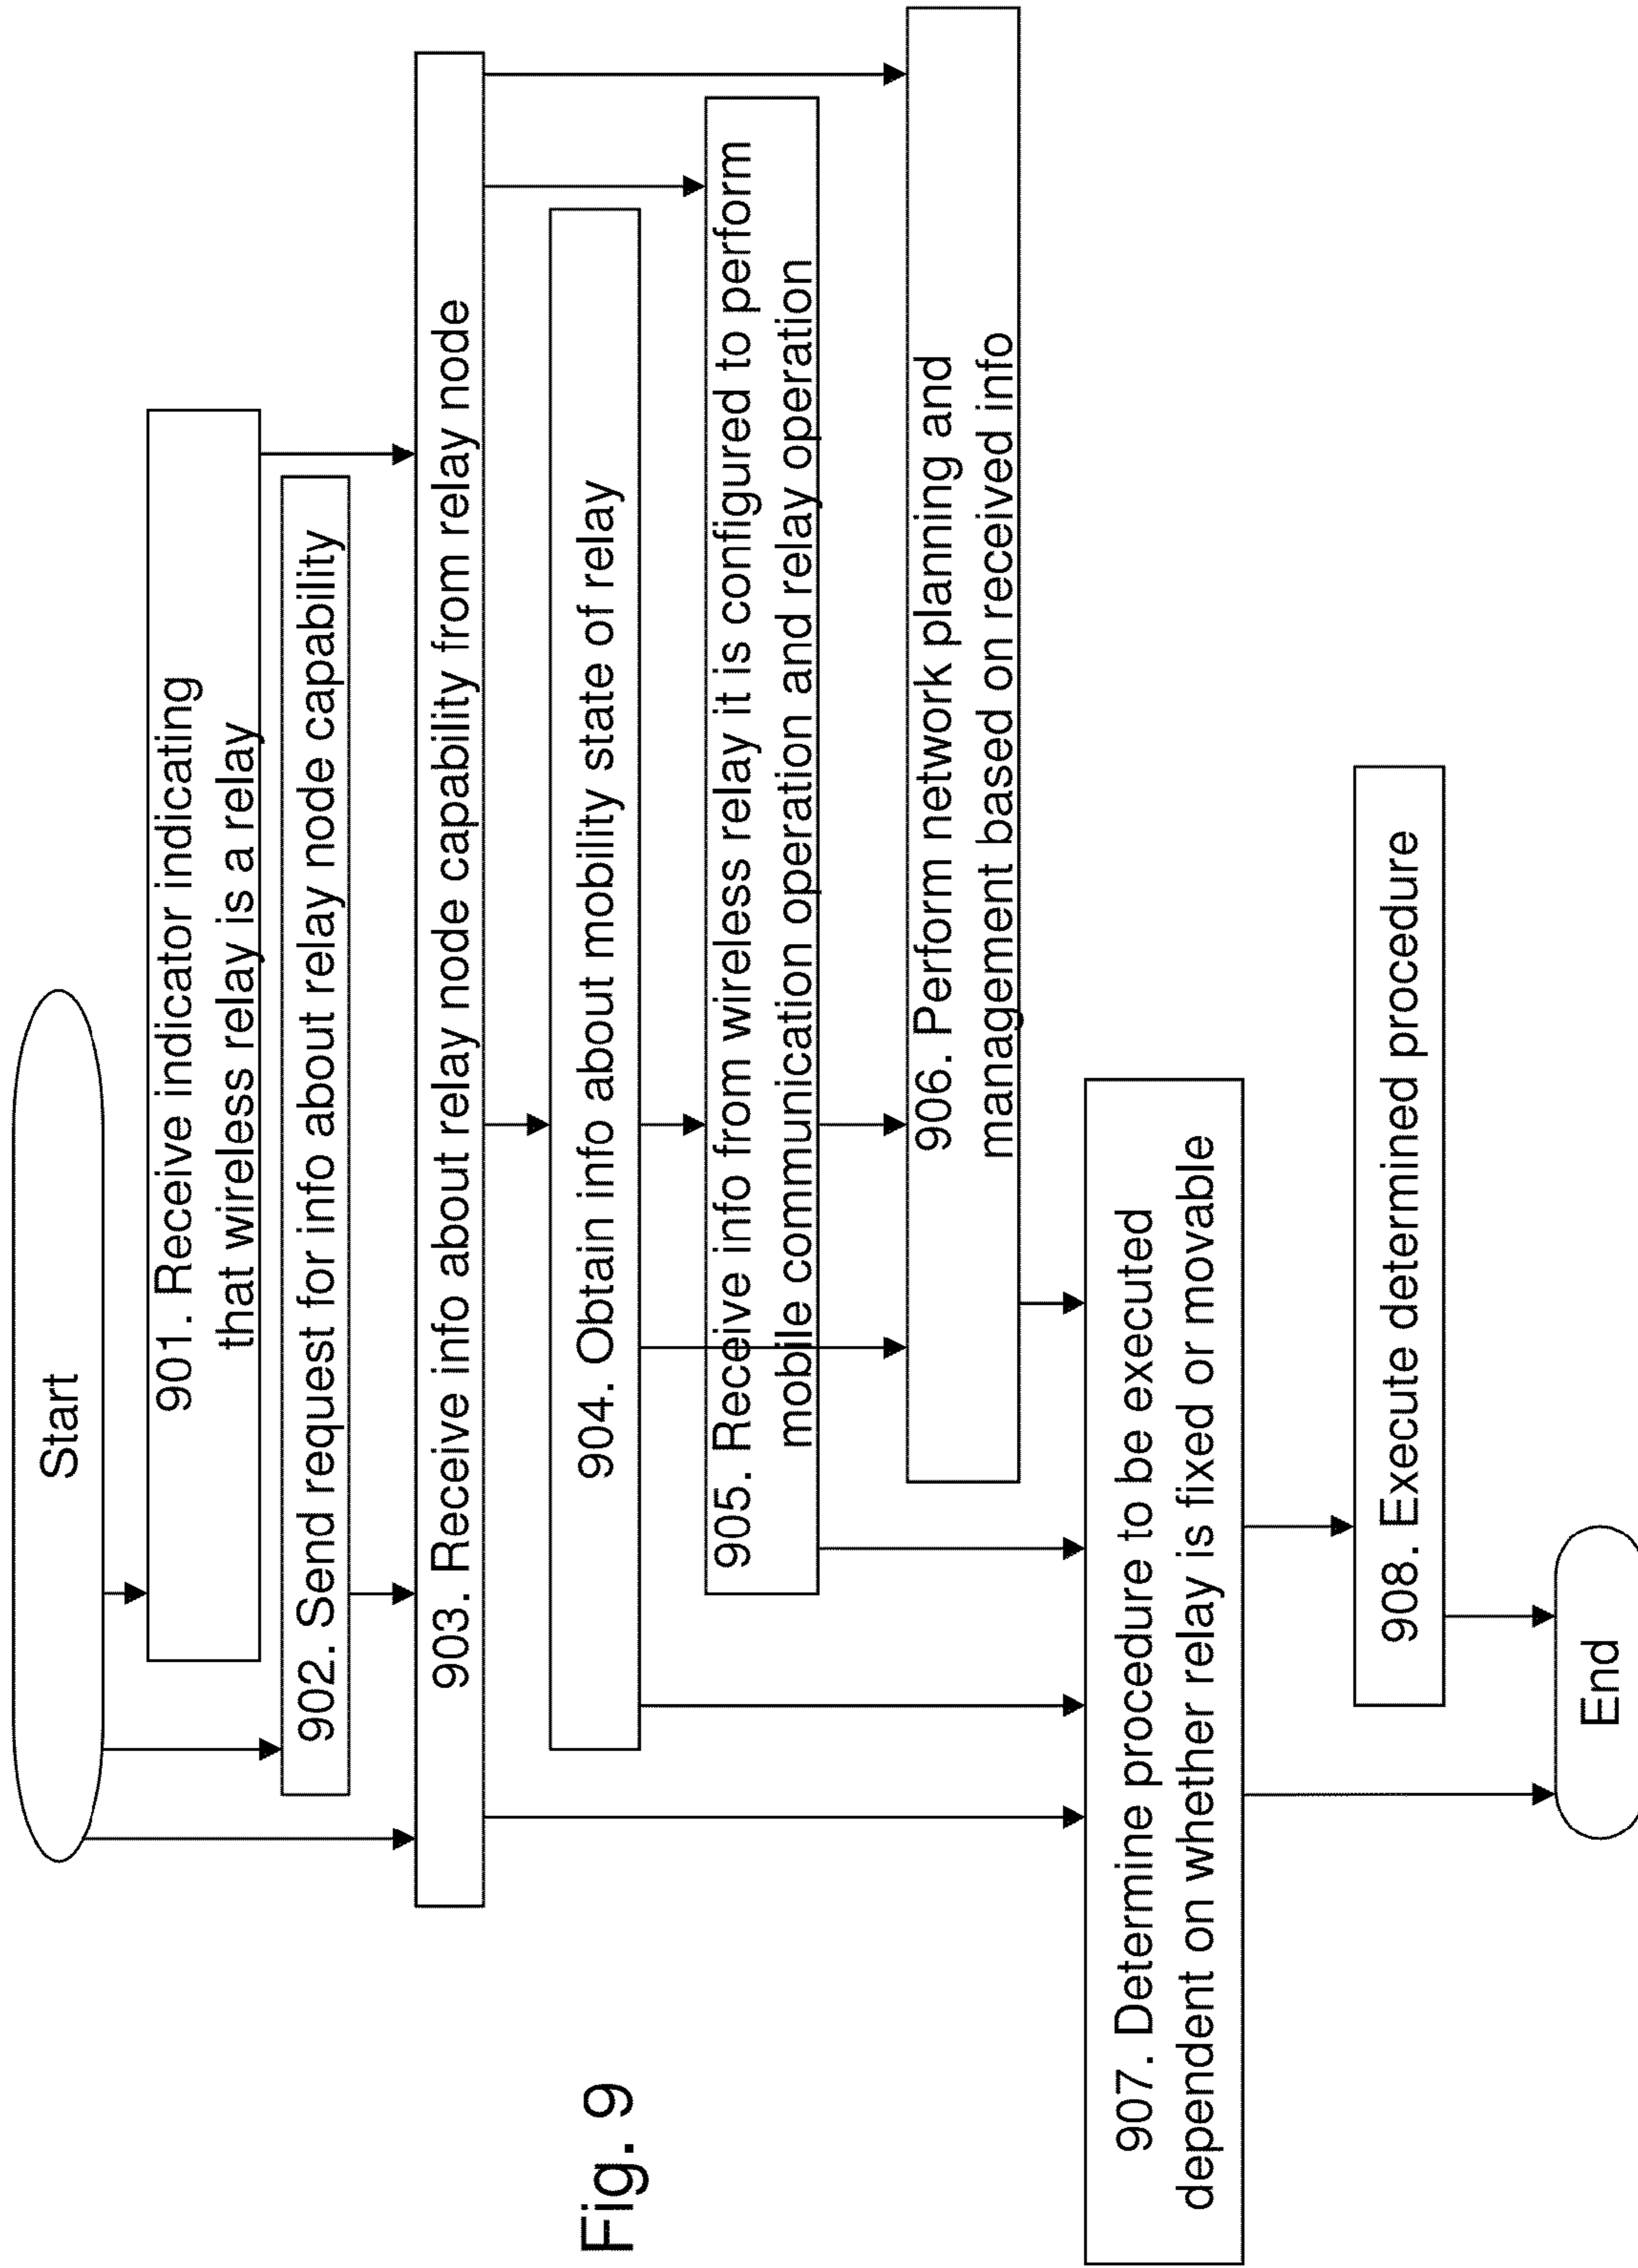 Start
901. Receive indicator indicating
that wireless relay is a relay
902. Send request for info about relay node capability
903. Receive info about relay node capability from relay node
904. Obtain info about mobility state of relay
905. Receive info from wireless relay it is configured to perform
mobile communication operation and relay operation
906. Perform network planning and
management based on received info
907. Determine procedure to be executed
dependent on whether relay is fixed or movable
908. Execute determined procedure
End
Fig. 9